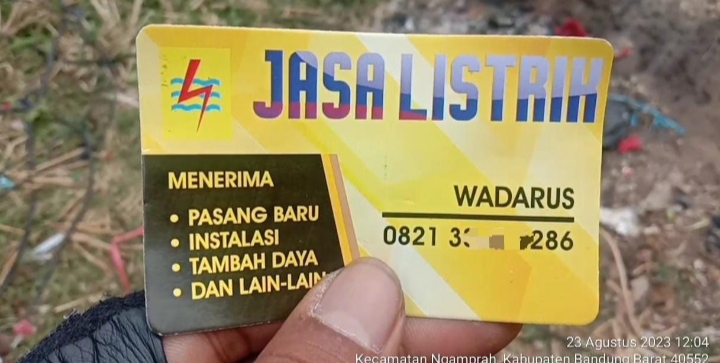 JASA LISTRIK
MENERIMA
• PASANG BARU
• INSTALASI
• TAMBAH DAYA
• DAN LAIN-LAIN
WADARUS
0821 3 286
23 Agustus 2023 12:04
Kecamatan Ngamprah, Kabupaten Bandung Barat 40552